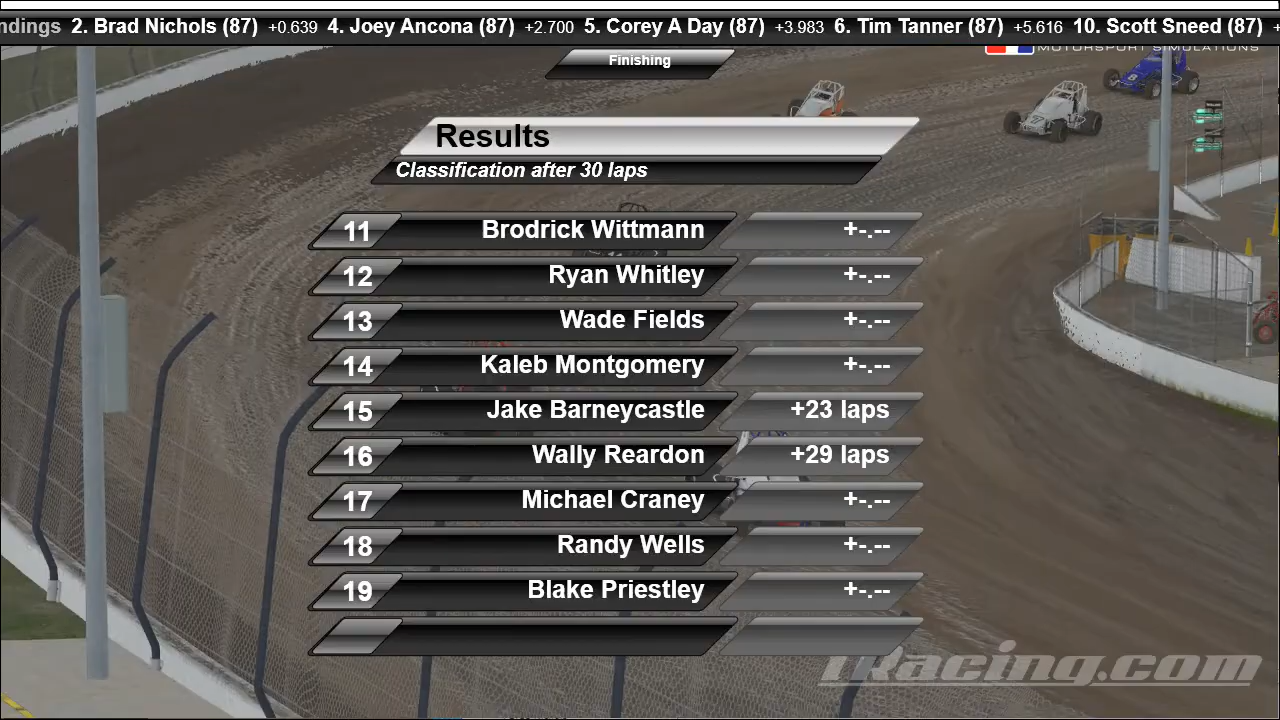 ndings 2. Brad Nichols (87) +0.639 4. Joey Ancona (87) +2.700 5. Corey A Day (87) +3.983 6. Tim Tanner (87) +5.616 10. Scott Sneed (87)
MOTORSPORT SIMULATIONS
Finishing
Results
Classification after 30 laps
11 Brodrick Wittmann +-.--
12 Ryan Whitley +-.--
13 Wade Fields +-.--
14 Kaleb Montgomery +-.--
15 Jake Barneycastle +23 laps
16 Wally Reardon +29 laps
17 Michael Craney +-.--
18 Randy Wells +-.--
19 Blake Priestley +-.--
iRacing.com